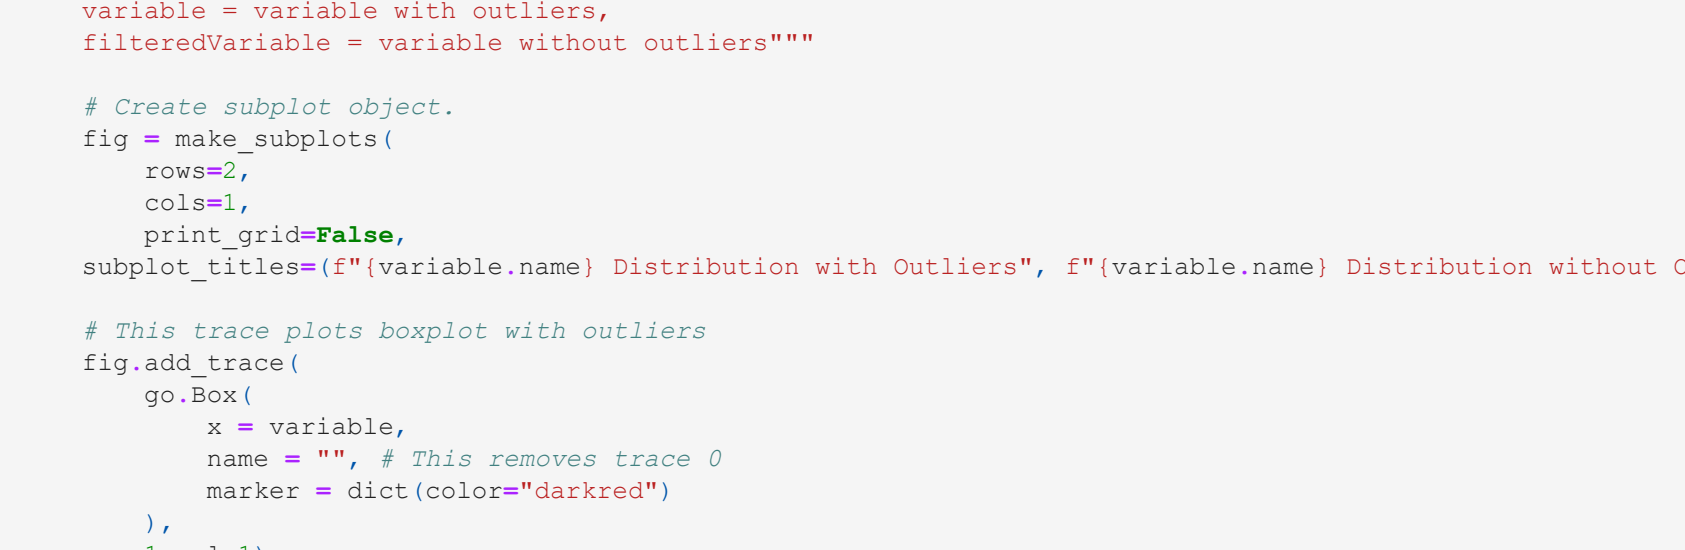 variable = variable with outliers,
filteredVariable = variable without outliers"""
# Create subplot object.
fig = make_subplots(
rows=2,
cols=1,
print_grid=False,
subplot_titles=(f"{variable.name} Distribution with Outliers", f"{variable.name} Distribution without
# This trace plots boxplot with outliers
fig.add_trace(
go.Box(
x = variable,
name = "", # This removes trace 0
marker = dict(color="darkred")
),